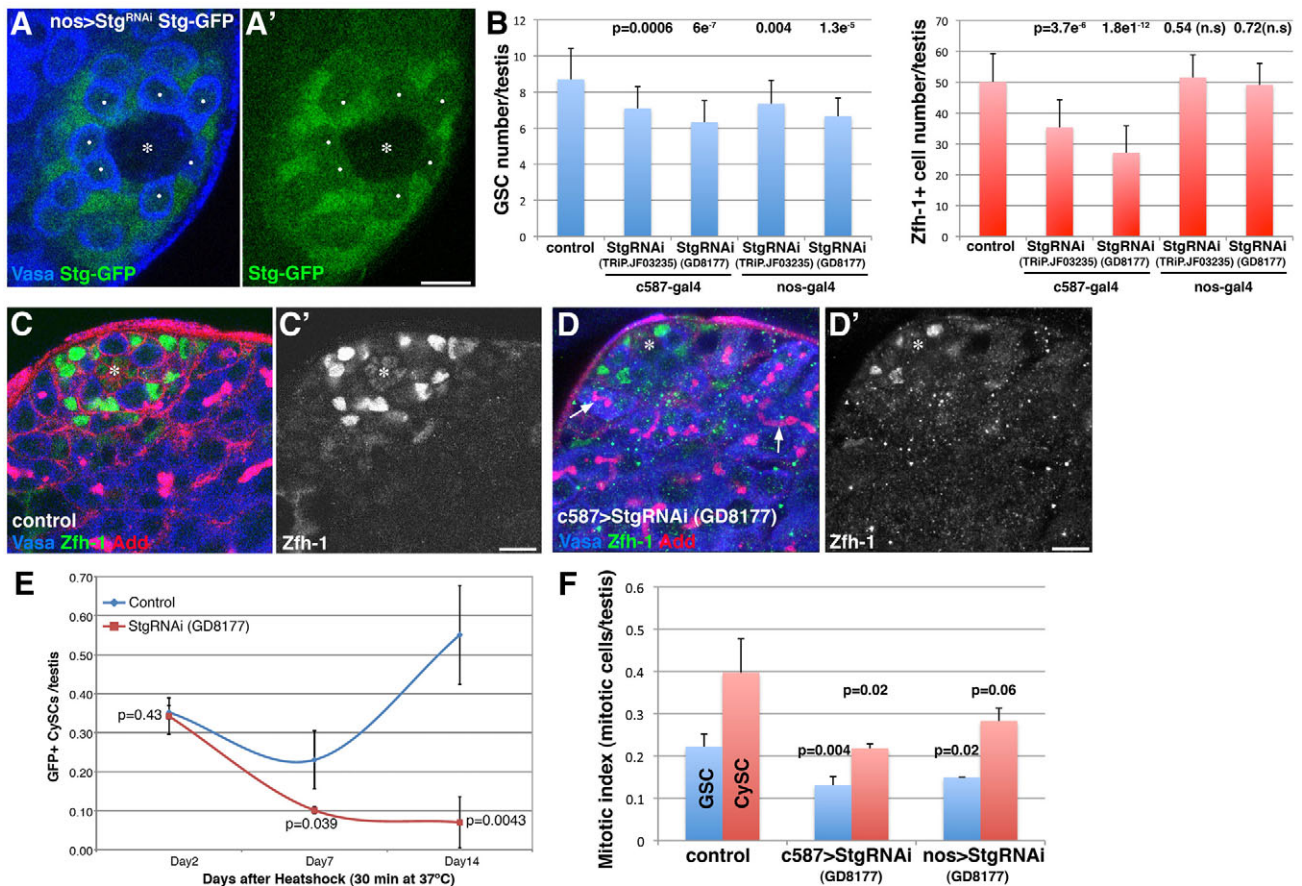 A
nos>Stg^RNAi Stg-GFP
*
Vasa Stg-GFP
A'
*
Stg-GFP
B
GSC number/testis
12
10
8
6
4
2
0
p=0.0006 6e^-7 0.004 1.3e^-5
control
StgRNAi StgRNAi StgRNAi StgRNAi
(TRiP.JF03235) (GD8177) (TRiP.JF03235) (GD8177)
c587-gal4 nos-gal4
Zfh-1+ cell number/testis
70
60
50
40
30
20
10
0
p=3.7e^-6 1.8e1^-12 0.54 (n.s) 0.72(n.s)
control
StgRNAi StgRNAi StgRNAi StgRNAi
(TRiP.JF03235) (GD8177) (TRiP.JF03235) (GD8177)
c587-gal4 nos-gal4
C
*
control
Vasa Zfh-1 Add
C'
*
Zfh-1
D
*
c587>StgRNAi (GD8177)
Vasa Zfh-1 Add
D'
*
Zfh-1
E
GFP+ CySCs /testis
0.70
0.60
0.50
0.40
0.30
0.20
0.10
0.00
Control
StgRNAi (GD8177)
p=0.43
p=0.039
p=0.0043
Day2 Day7 Day14
Days after Heatshock (30 min at 37ºC)
F
Mitotic index (mitotic cells/testis)
0.6
0.5
0.4
0.3
0.2
0.1
0
GSC
CySC
p=0.02
p=0.004
p=0.06
p=0.02
control c587>StgRNAi nos>StgRNAi
(GD8177) (GD8177)